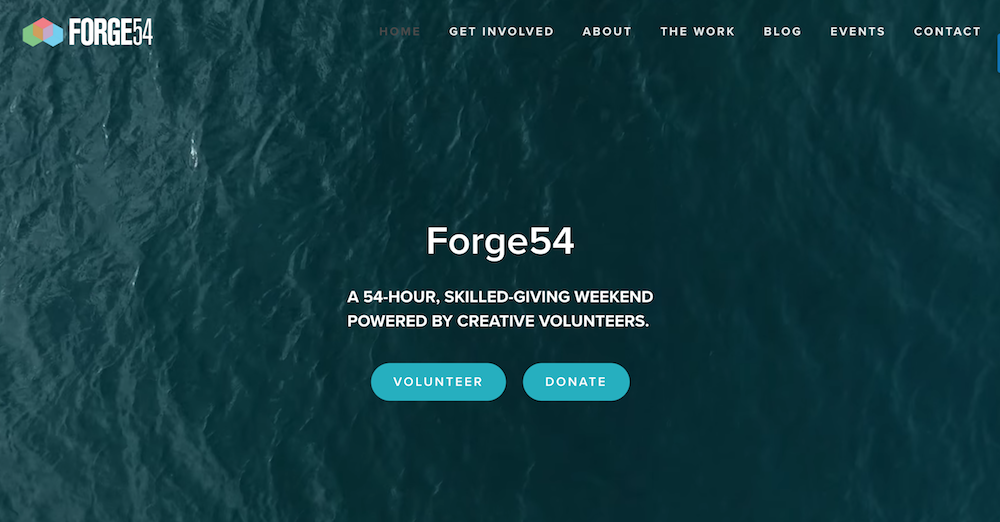 FORGE54
HOME GET INVOLVED ABOUT THE WORK BLOG EVENTS CONTACT
Forge54
A 54-HOUR, SKILLED-GIVING WEEKEND
POWERED BY CREATIVE VOLUNTEERS.
VOLUNTEER DONATE